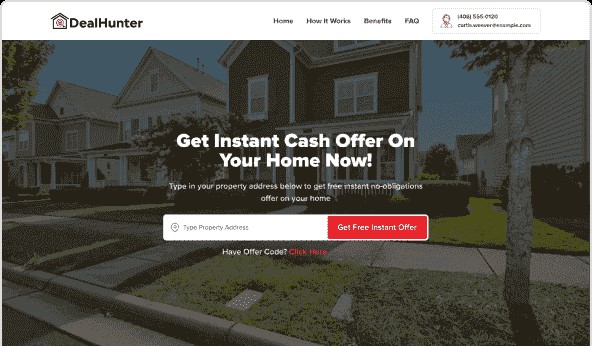 DealHunter
Home How It Works Benefits FAQ
(406) 555-0120
curtis.weaver@example.com
Get Instant Cash Offer On
Your Home Now!
Type in your property address below to get free instant no-obligations
offer on your home
Type Property Address
Get Free Instant Offer
Have Offer Code? Click Here